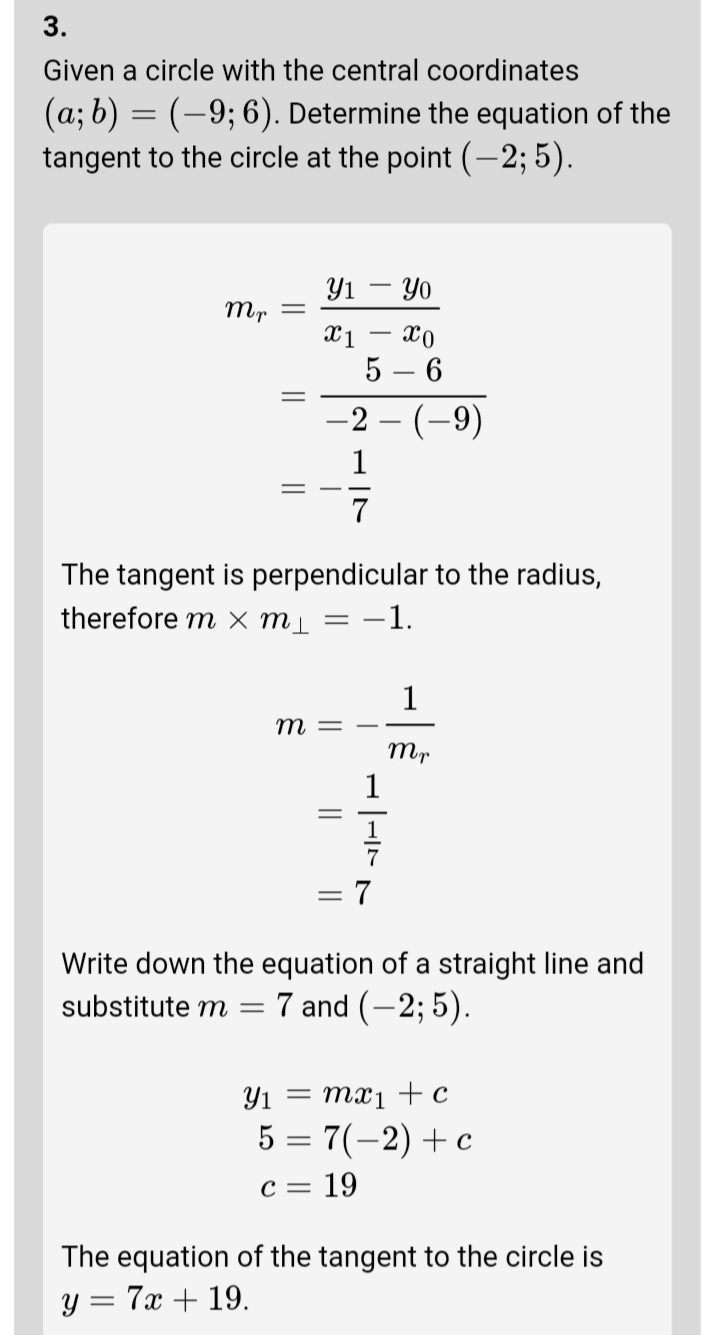 3.
Given a circle with the central coordinates
(a; b) = (−9; 6). Determine the equation of the
tangent to the circle at the point (−2; 5).
m_r = \frac{y_1 − y_0}{x_1 − x_0}
= \frac{5 − 6}{−2 − (−9)}
= −\frac{1}{7}
The tangent is perpendicular to the radius,
therefore m × m_⊥ = −1.
m = −\frac{1}{m_r}
= \frac{1}{\frac{1}{7}}
= 7
Write down the equation of a straight line and
substitute m = 7 and (−2; 5).
y_1 = mx_1 + c
5 = 7(−2) + c
c = 19
The equation of the tangent to the circle is
y = 7x + 19.